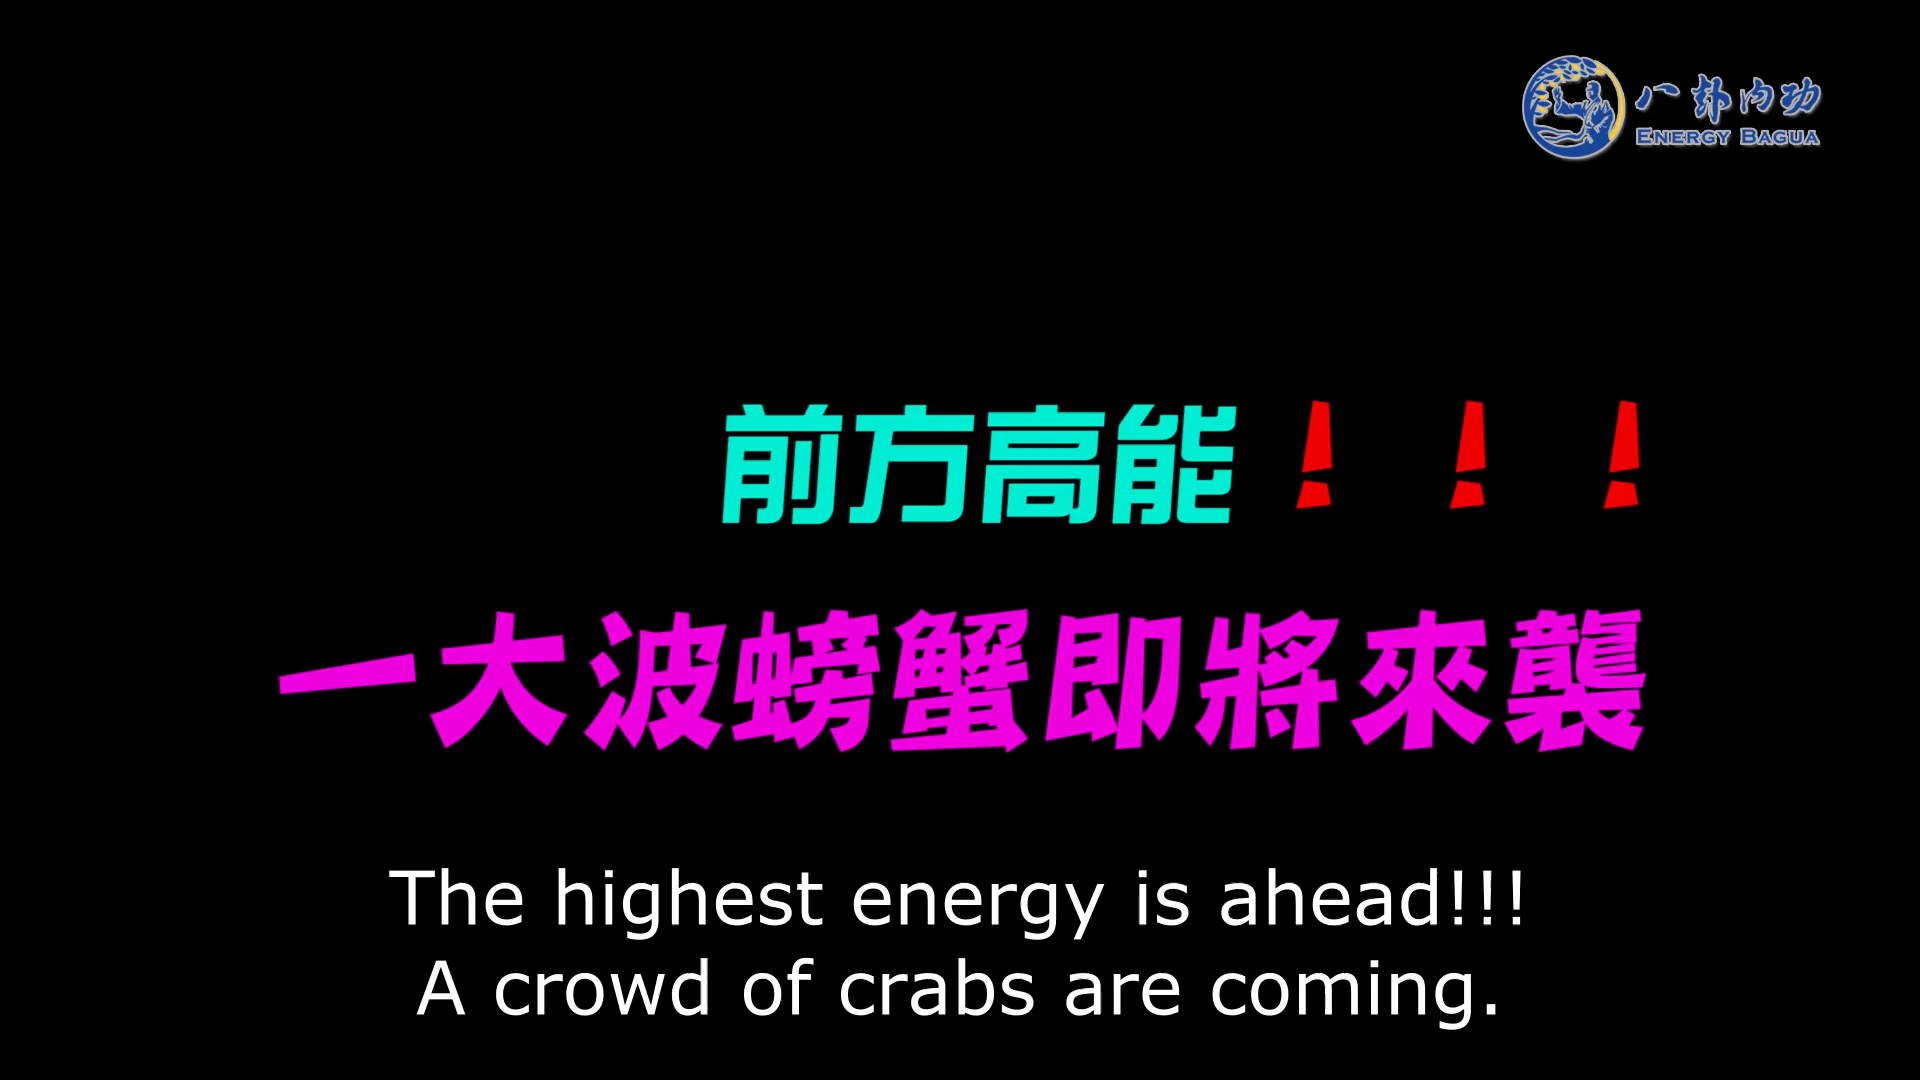 八卦内功
ENERGY BAGUA
前方高能！！！
一大波螃蟹即將來襲
The highest energy is ahead!!!
A crowd of crabs are coming.